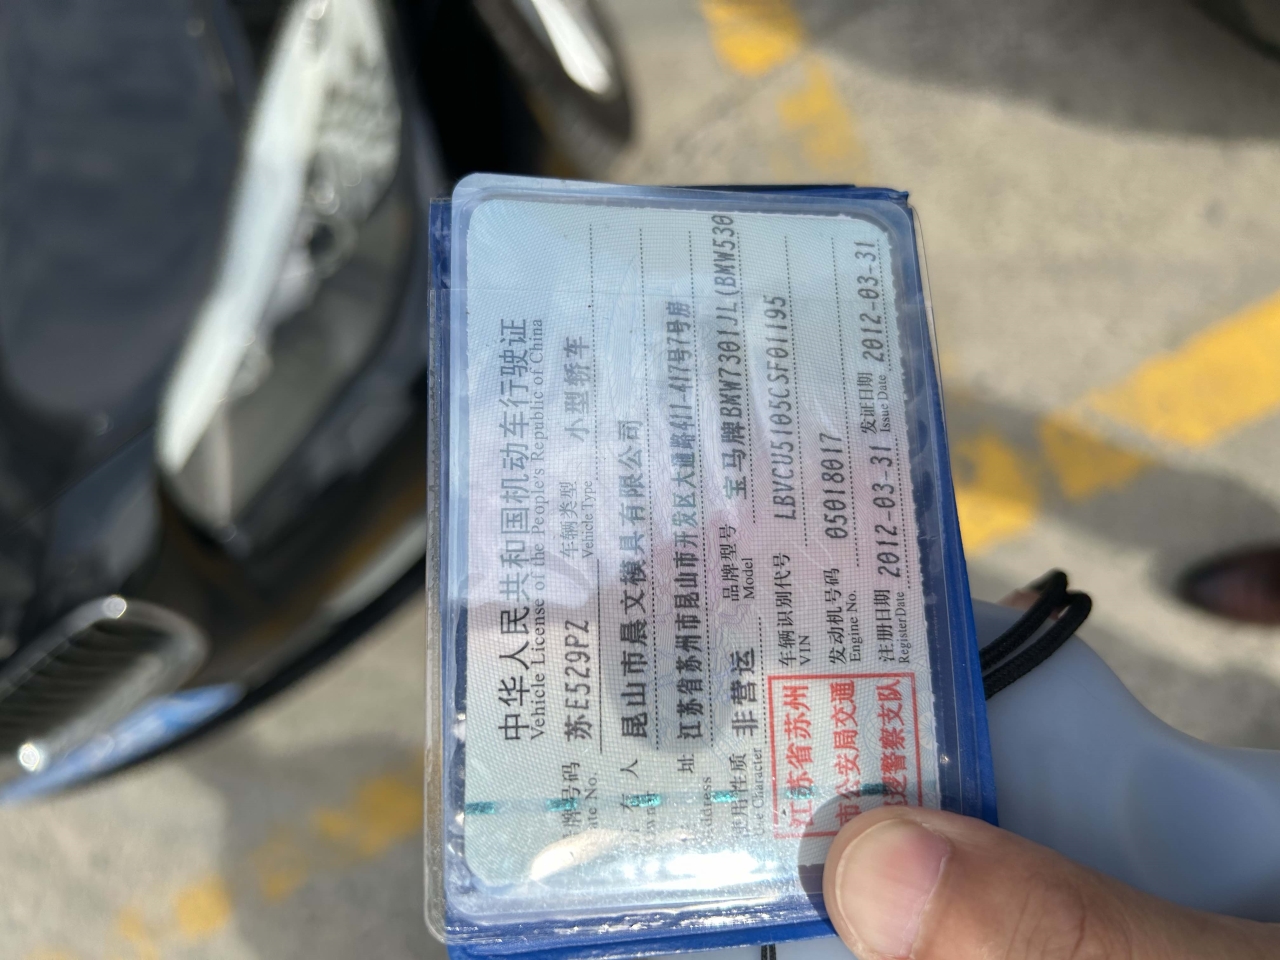 中华人民共和国机动车行驶证
Vehicle License of the People's Republic of China
号牌号码 苏E529PZ 车辆类型 小型轿车
Plate No. Vehicle Type
所有人 昆山市晨文模具有限公司
Owner
住址 江苏省苏州市昆山市开发区大通路411-417号7号房
Address
使用性质 非营运 品牌型号 宝马牌BMW7301JL(BMW530
Use Character Model
车辆识别代号 LBVCU5105CSF01195
VIN
发动机号码 05018017
Engine No.
注册日期 2012-03-31 发证日期 2012-03-31
Register Date Issue Date
江苏省苏州
市公安局交通
警察支队